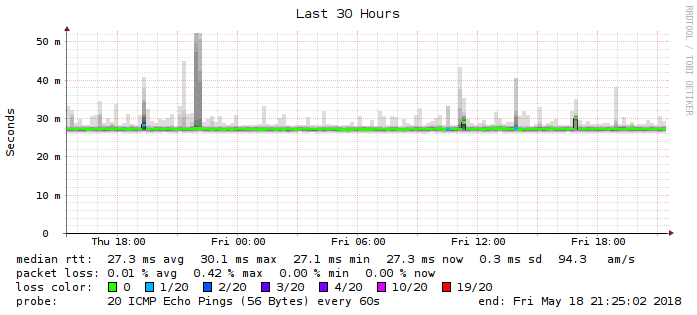 Last 30 Hours
RRDTOOL / TOBI OETIKER
Seconds
50 m
40 m
30 m
20 m
10 m
0
Thu 18:00 Fri 00:00 Fri 06:00 Fri 12:00 Fri 18:00
median rtt: 27.3 ms avg 30.1 ms max 27.1 ms min 27.3 ms now 0.3 ms sd 94.3 am/s
packet loss: 0.01 % avg 0.42 % max 0.00 % min 0.00 % now
loss color: 0 1/20 2/20 3/20 4/20 10/20 19/20
probe: 20 ICMP Echo Pings (56 Bytes) every 60s end: Fri May 18 21:25:02 2018